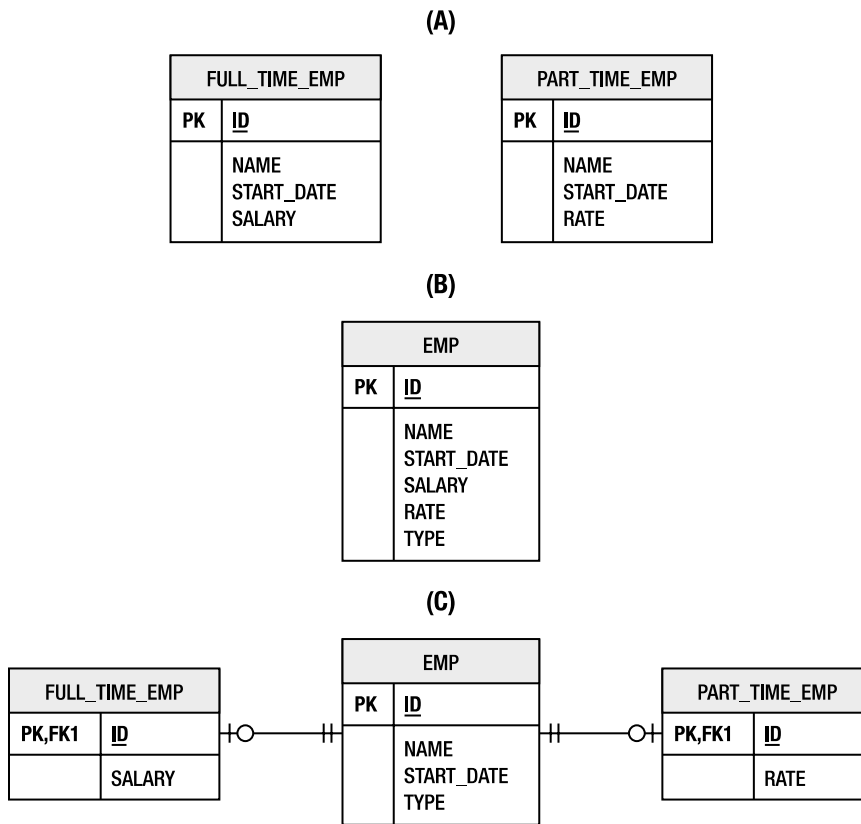 (A)
FULL_TIME_EMP
PK ID
NAME
START_DATE
SALARY
PART_TIME_EMP
PK ID
NAME
START_DATE
RATE
(B)
EMP
PK ID
NAME
START_DATE
SALARY
RATE
TYPE
(C)
FULL_TIME_EMP
PK,FK1 ID
SALARY
EMP
PK ID
NAME
START_DATE
TYPE
PART_TIME_EMP
PK,FK1 ID
RATE